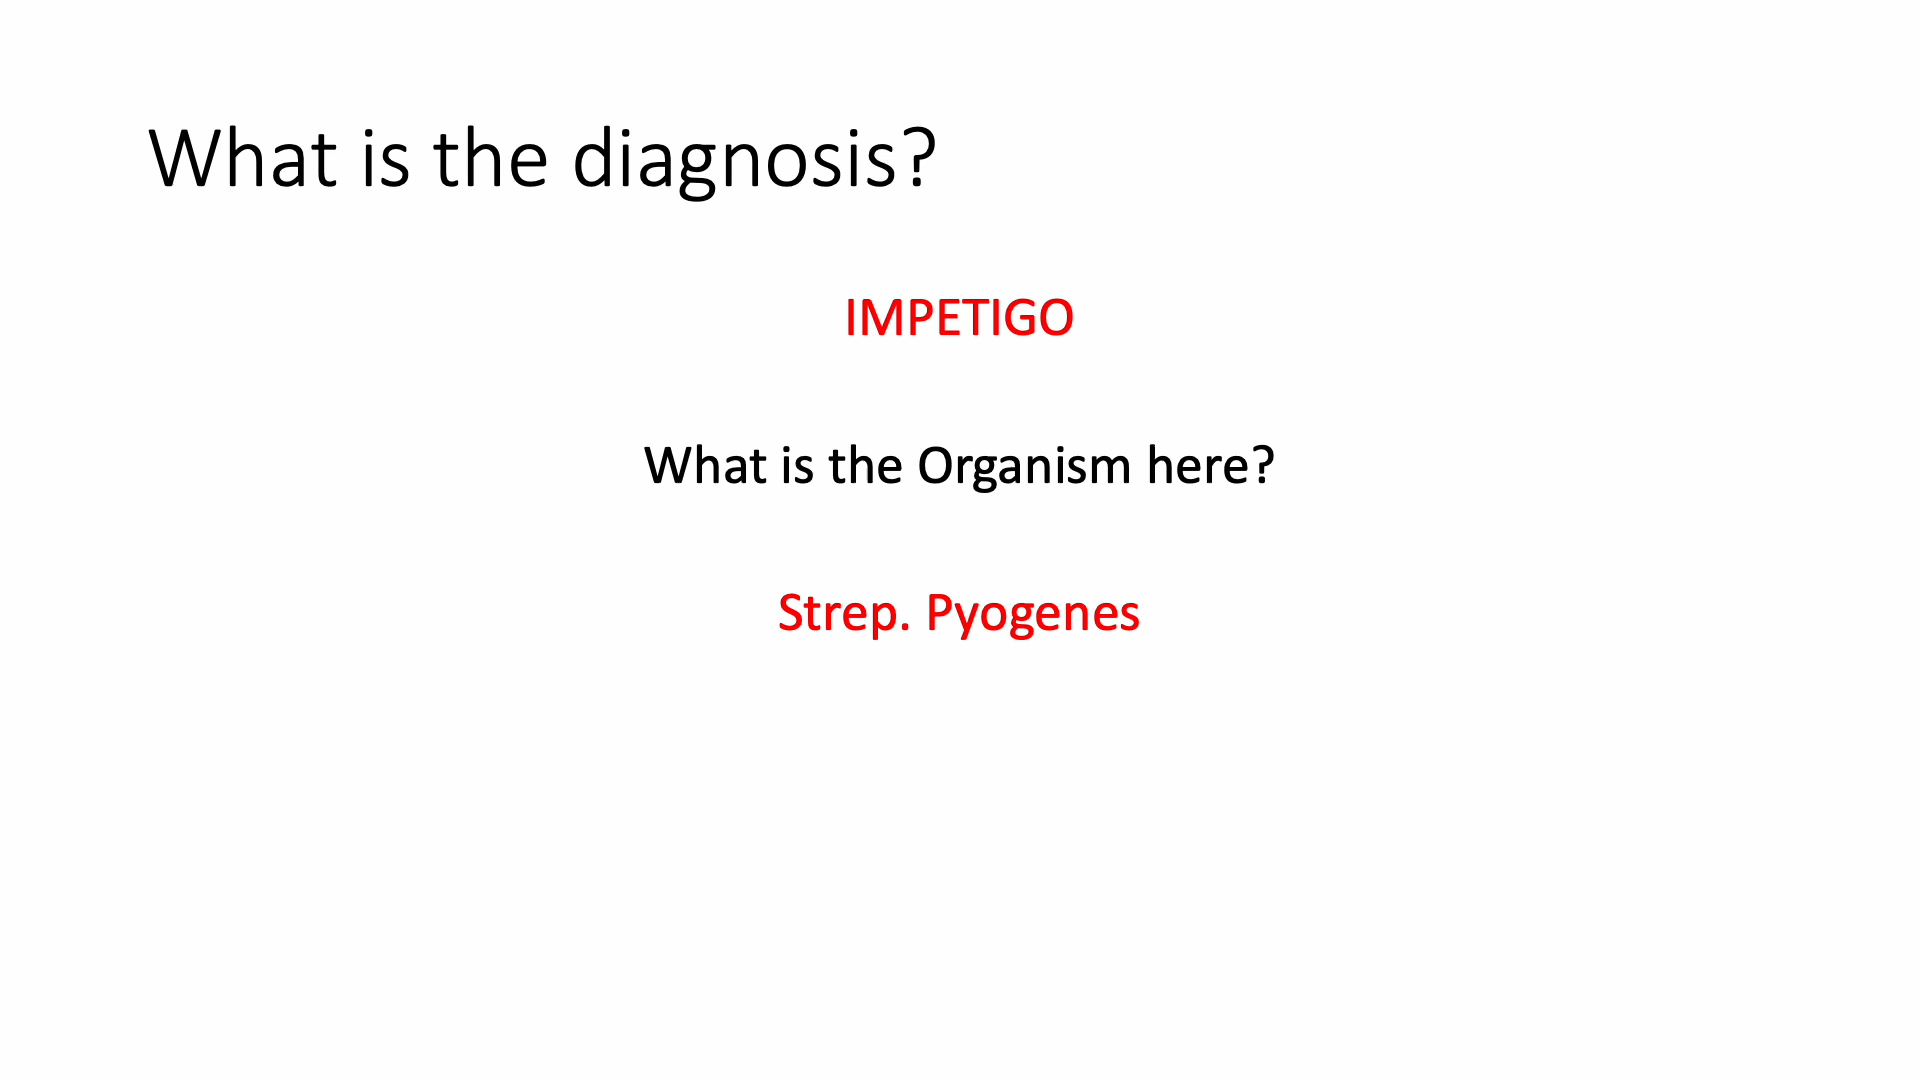 What is the diagnosis?
IMPETIGO
What is the Organism here?
Strep. Pyogenes